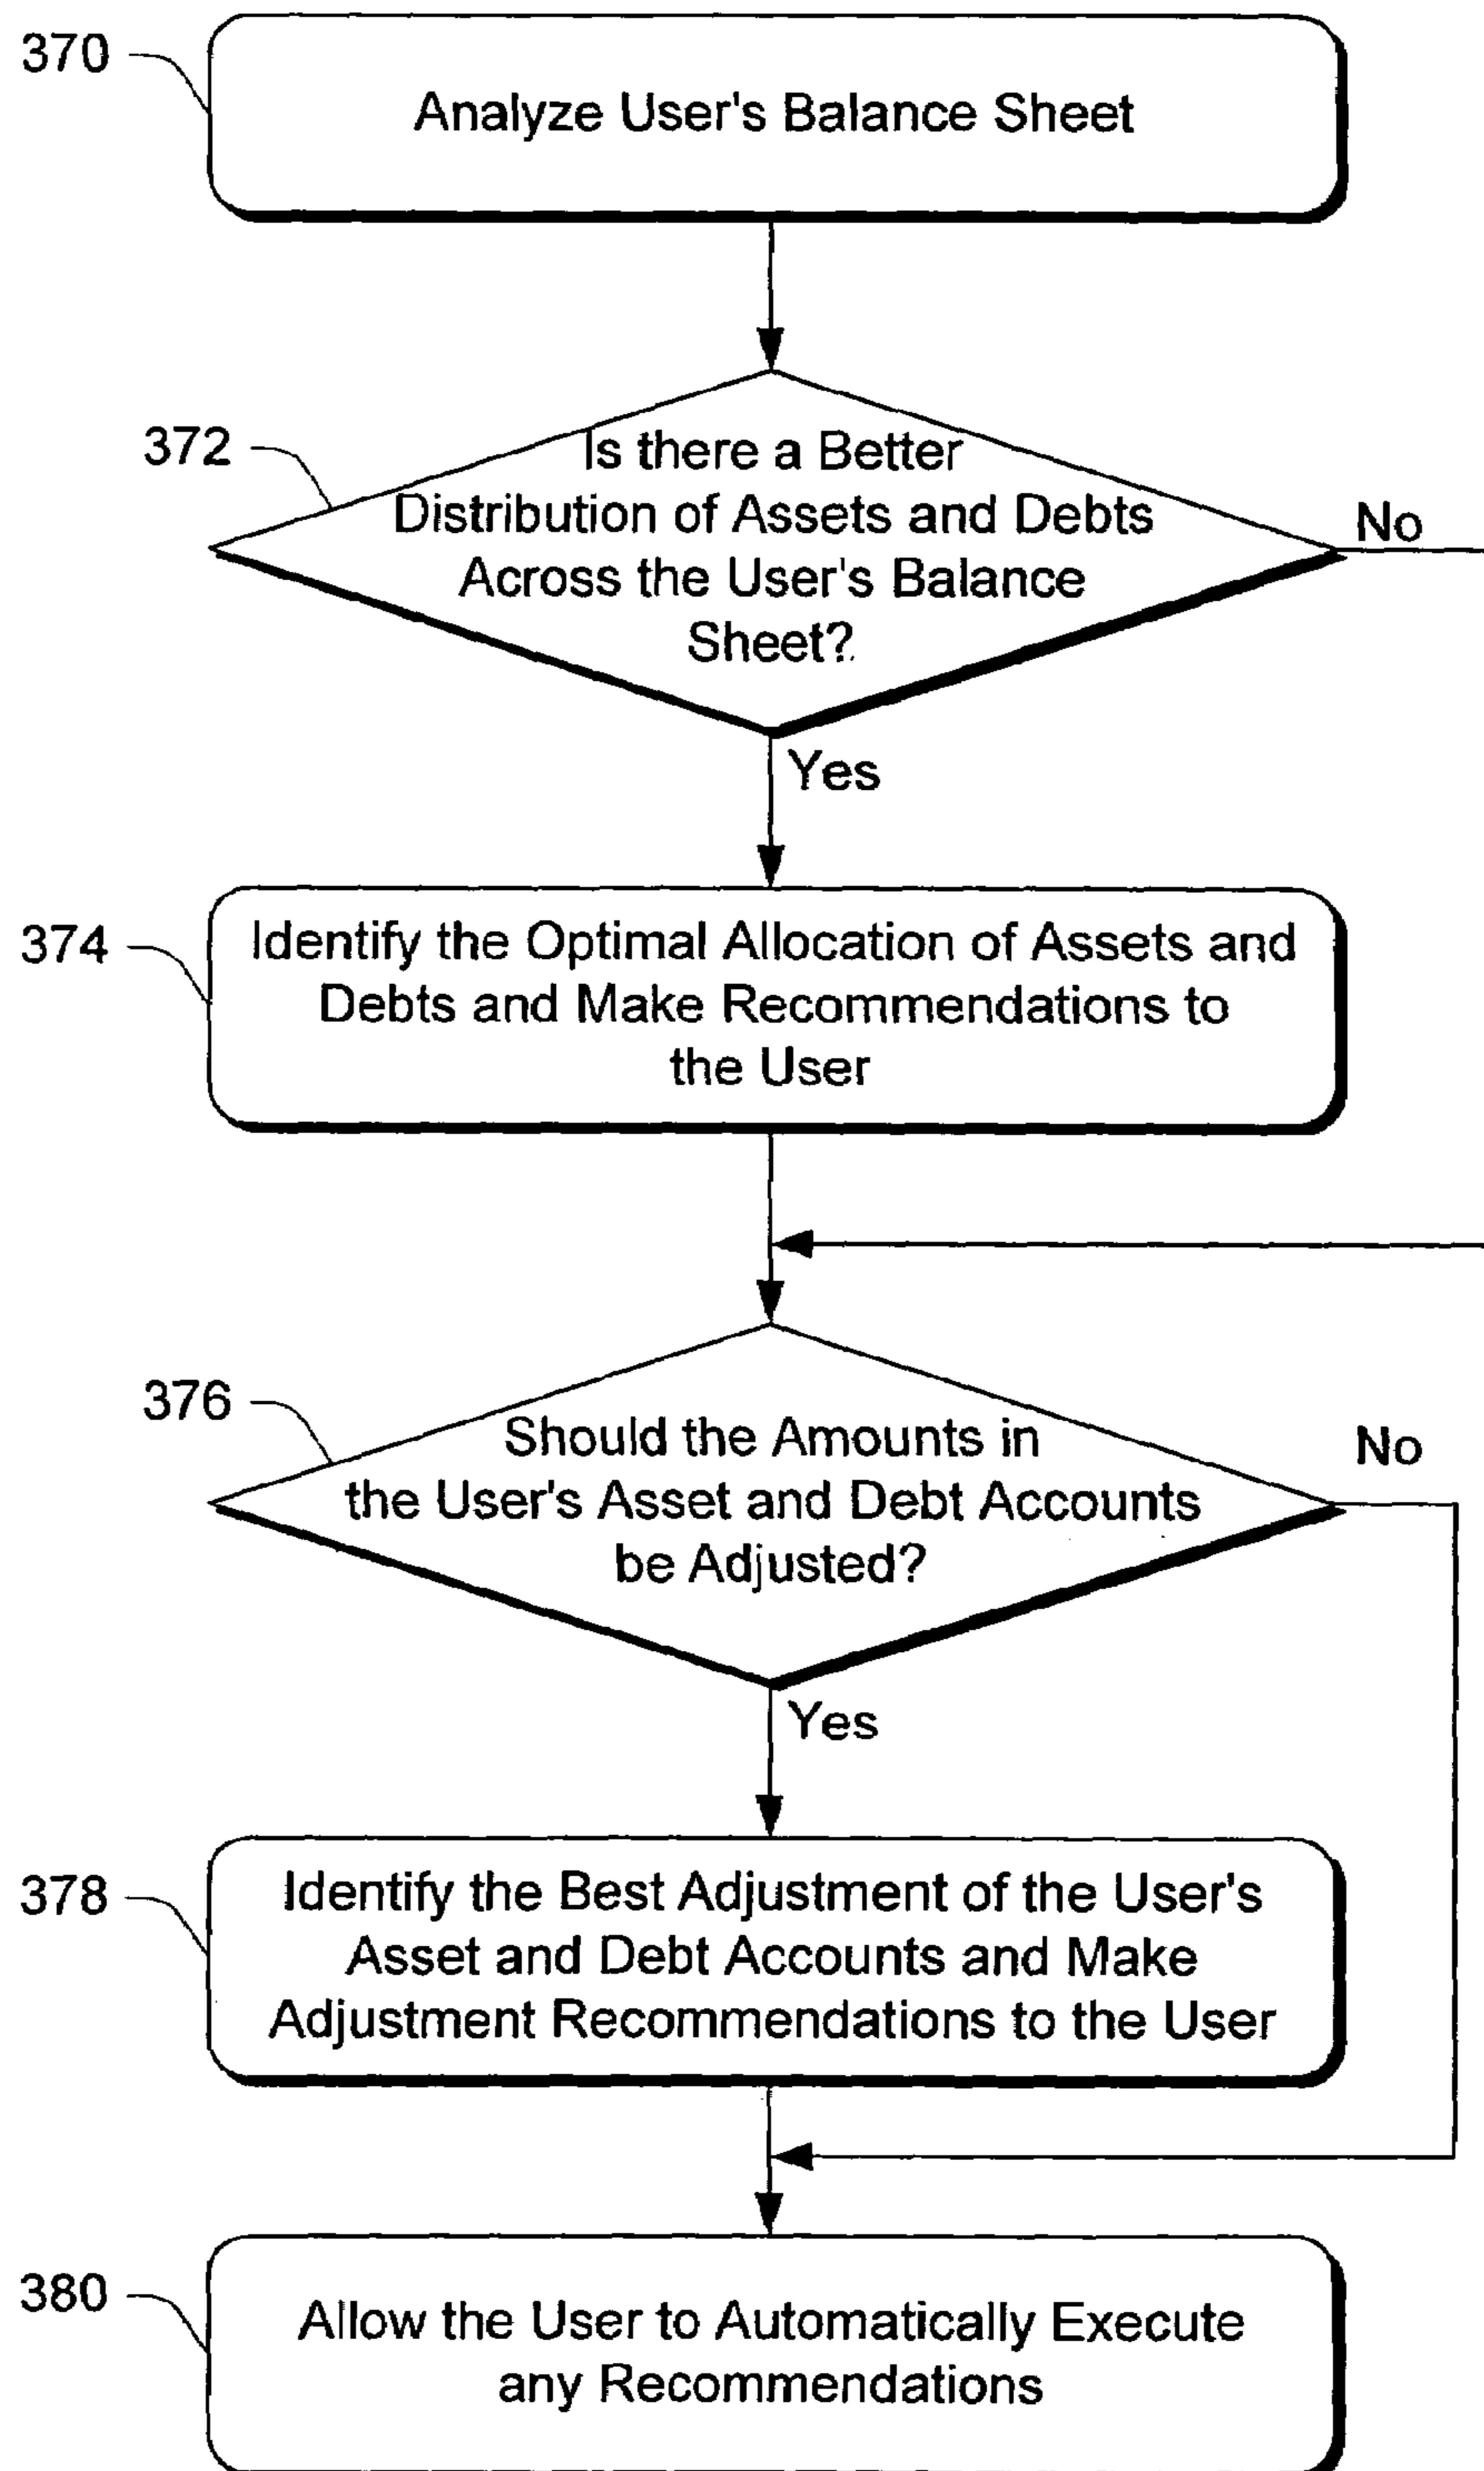 370
Analyze User's Balance Sheet
372
Is there a Better
Distribution of Assets and Debts
Across the User's Balance
Sheet?
No
Yes
374
Identify the Optimal Allocation of Assets and
Debts and Make Recommendations to
the User
376
Should the Amounts in
the User's Asset and Debt Accounts
be Adjusted?
No
Yes
378
Identify the Best Adjustment of the User's
Asset and Debt Accounts and Make
Adjustment Recommendations to the User
380
Allow the User to Automatically Execute
any Recommendations